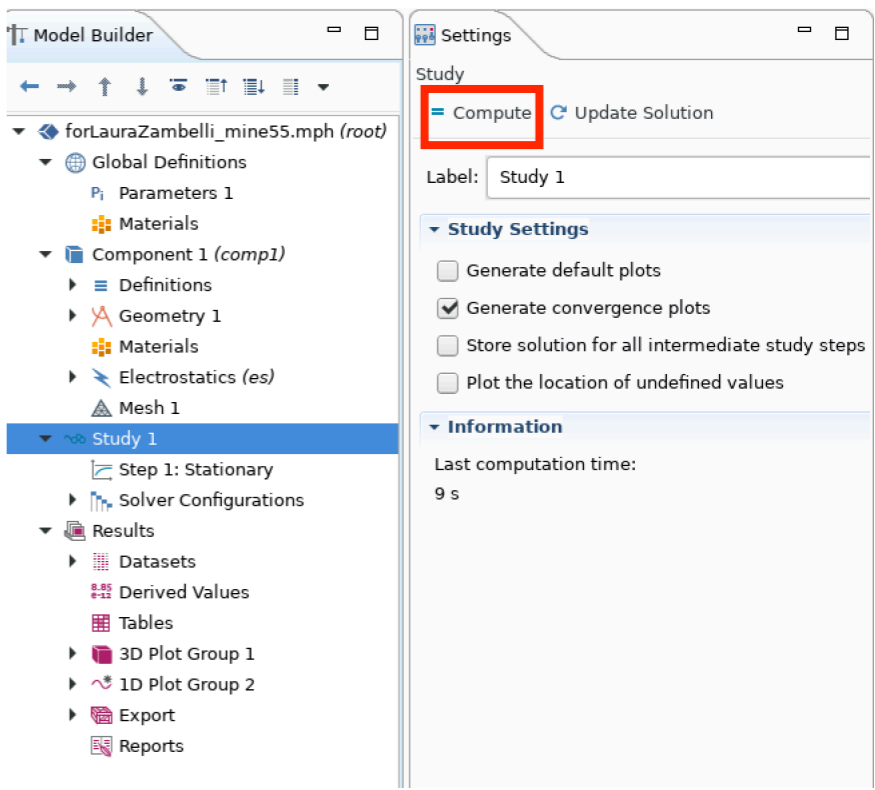 Model Builder
forLauraZambelli_mine55.mph (root)
Global Definitions
Pi Parameters 1
Materials
Component 1 (comp1)
Definitions
Geometry 1
Materials
Electrostatics (es)
Mesh 1
Study 1
Step 1: Stationary
Solver Configurations
Results
Datasets
8.85
e-12 Derived Values
Tables
3D Plot Group 1
1D Plot Group 2
Export
Reports
Settings
Study
= Compute Update Solution
Label: Study 1
Study Settings
Generate default plots
Generate convergence plots
Store solution for all intermediate study steps
Plot the location of undefined values
Information
Last computation time:
9 s